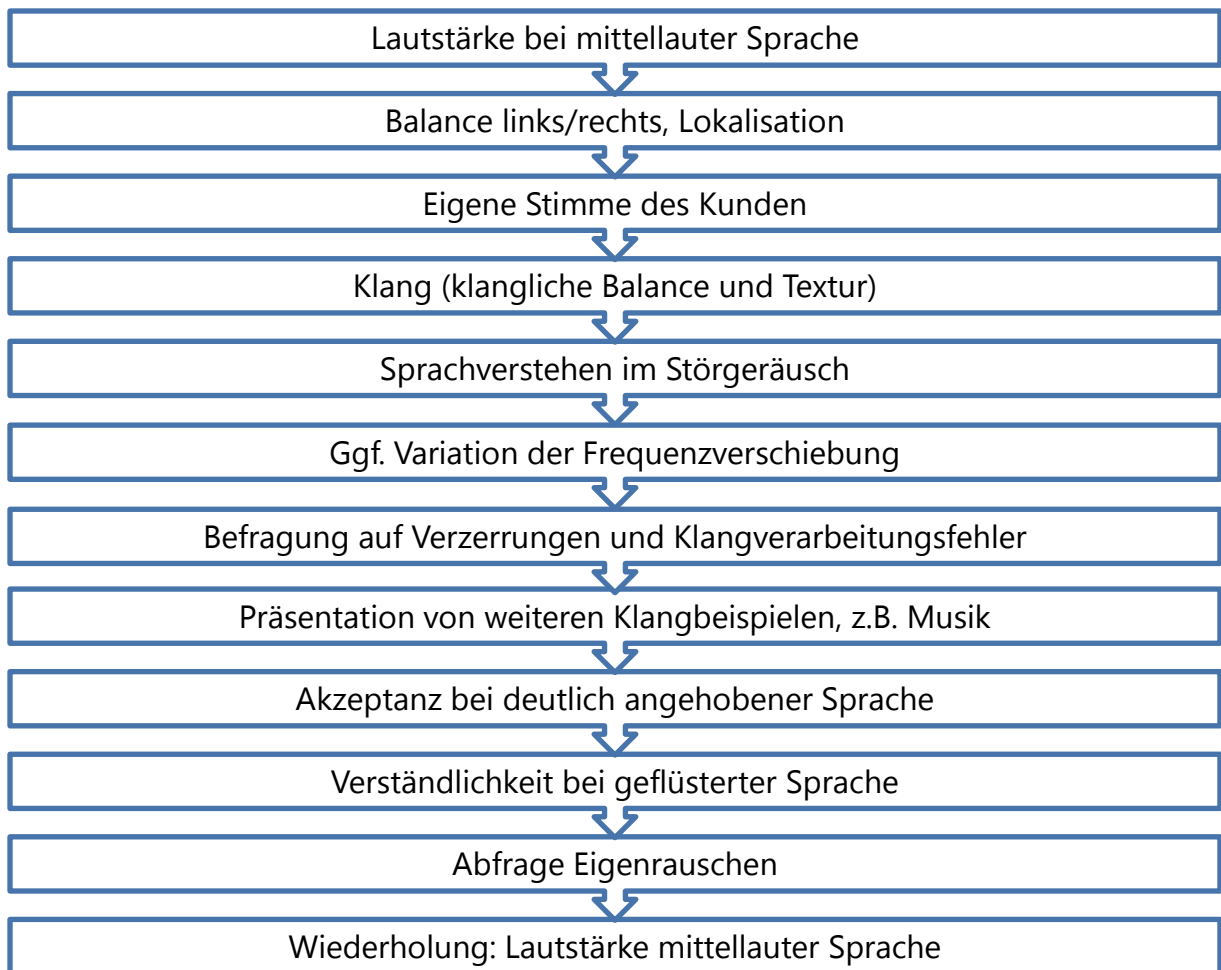 Lautstärke bei mittellauter Sprache
Balance links/rechts, Lokalisation
Eigene Stimme des Kunden
Klang (klangliche Balance und Textur)
Sprachverstehen im Störgeräusch
Ggf. Variation der Frequenzverschiebung
Befragung auf Verzerrungen und Klangverarbeitungsfehler
Präsentation von weiteren Klangbeispielen, z.B. Musik
Akzeptanz bei deutlich angehobener Sprache
Verständlichkeit bei geflüsterter Sprache
Abfrage Eigenrauschen
Wiederholung: Lautstärke mittellauter Sprache